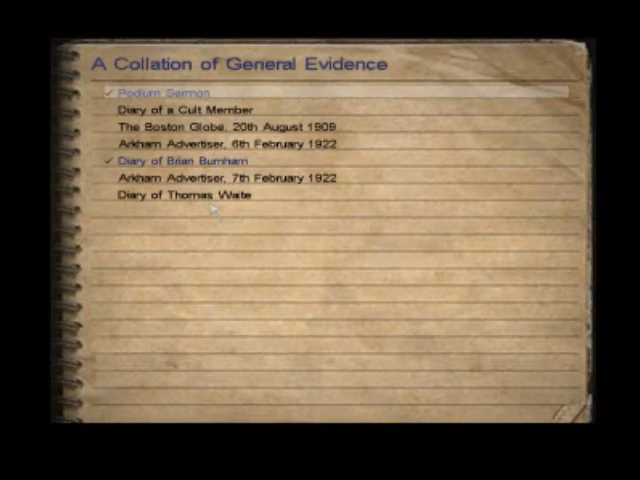 A Collation of General Evidence
✓ Podium Sermon
Diary of a Cult Member
The Boston Globe, 20th August 1909
Arkham Advertiser, 6th February 1922
✓ Diary of Brian Burnham
Arkham Advertiser, 7th February 1922
Diary of Thomas Waite